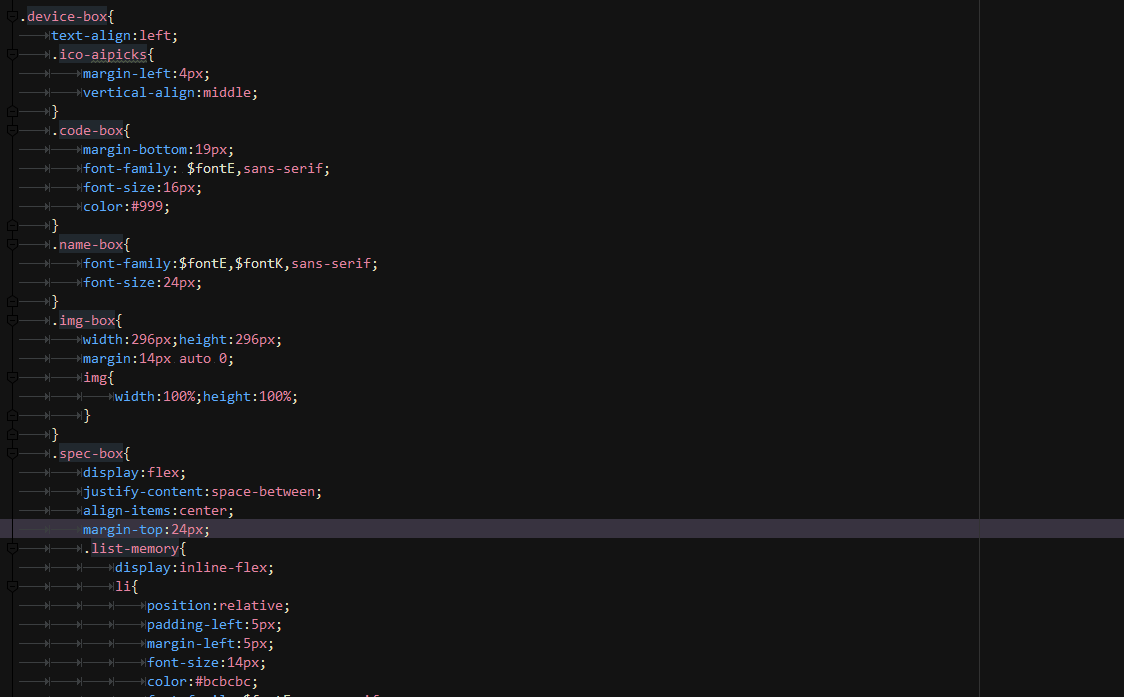 .device-box{
text-align:left;
.ico-aipicks{
margin-left:4px;
vertical-align:middle;
}
.code-box{
margin-bottom:19px;
font-family: $fontE,sans-serif;
font-size:16px;
color:#999;
}
.name-box{
font-family:$fontE,$fontK,sans-serif;
font-size:24px;
}
.img-box{
width:296px;height:296px;
margin:14px auto 0;
img{
width:100%;height:100%;
}
}
.spec-box{
display:flex;
justify-content:space-between;
align-items:center;
margin-top:24px;
.list-memory{
display:inline-flex;
li{
position:relative;
padding-left:5px;
margin-left:5px;
font-size:14px;
color:#bcbcbc;